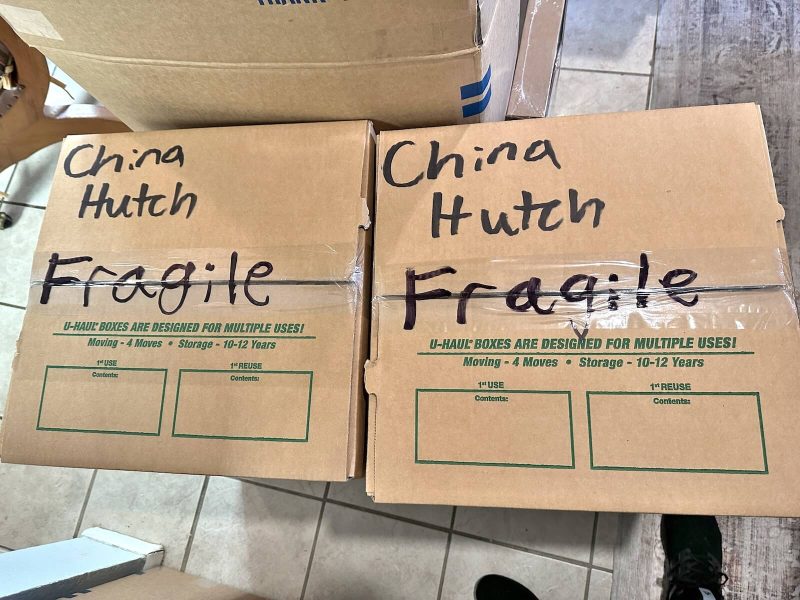 China
Hutch
Fragile
U-HAUL® BOXES ARE DESIGNED FOR MULTIPLE USES!
Moving - 4 Moves • Storage - 10-12 Years
1st USE
Contents:
1st REUSE
Contents:
China
Hutch
Fragile
U-HAUL® BOXES ARE DESIGNED FOR MULTIPLE USES!
Moving - 4 Moves • Storage - 10-12 Years
1st USE
Contents:
1st REUSE
Contents: